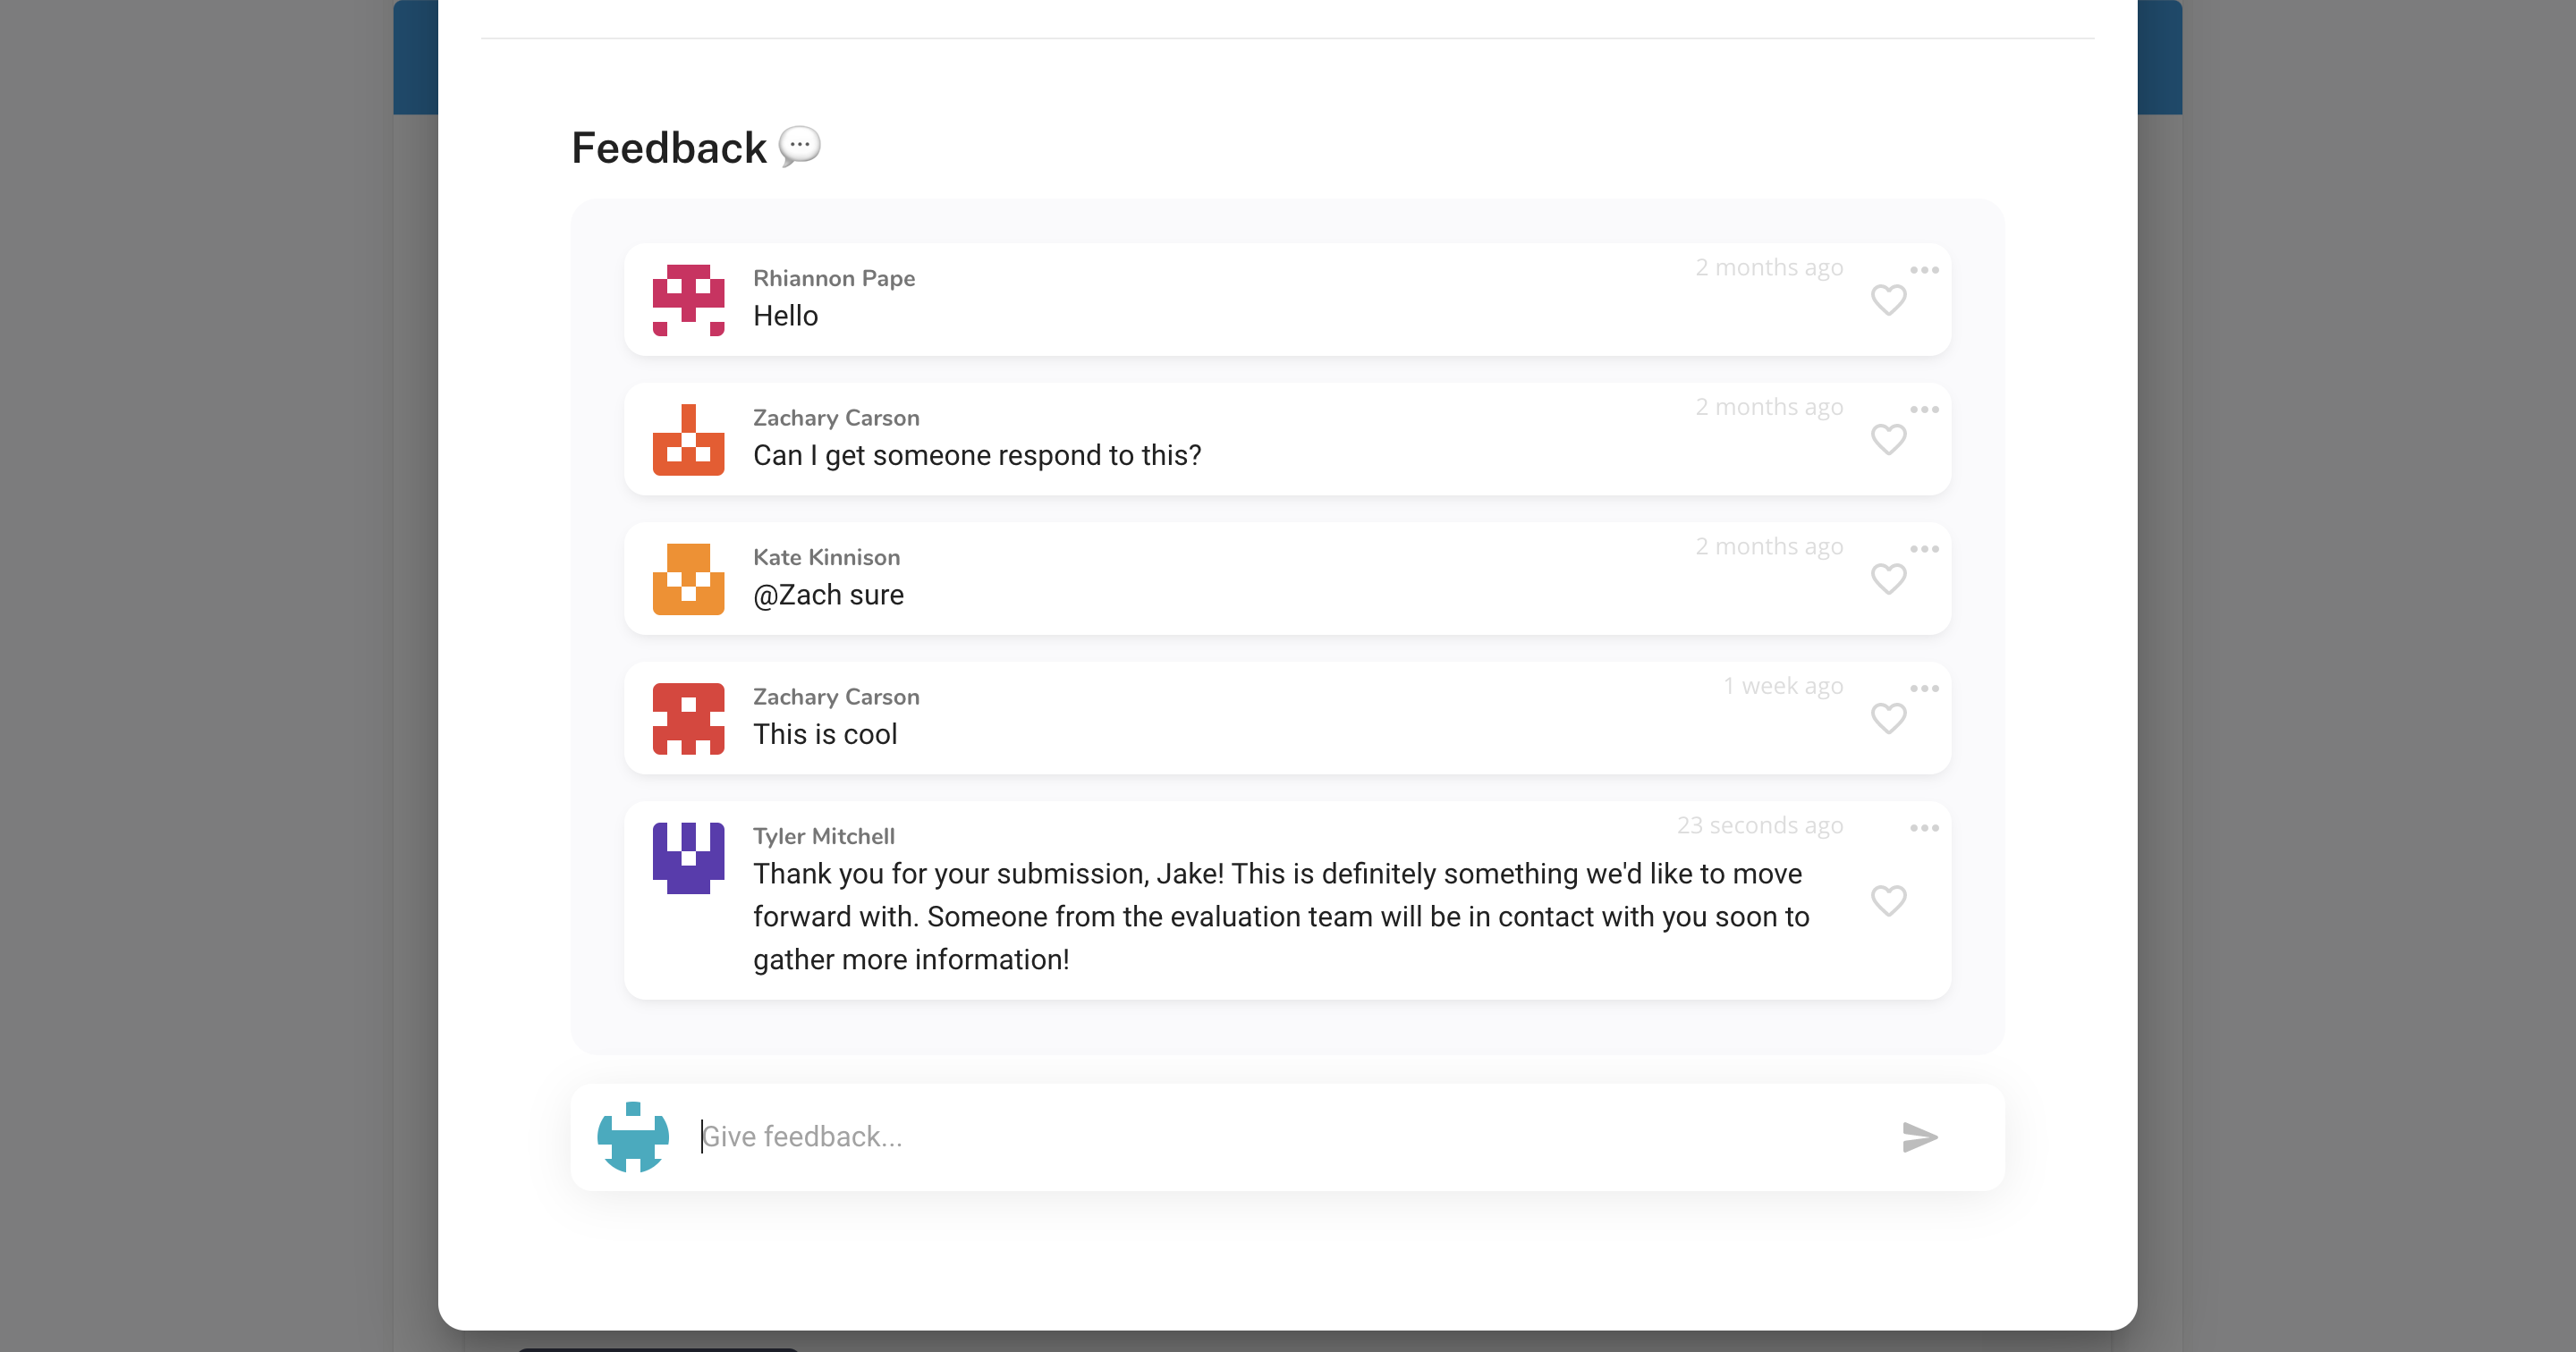 Feedback 💬
Rhiannon Pape
2 months ago
Hello
Zachary Carson
2 months ago
Can I get someone respond to this?
Kate Kinnison
2 months ago
@Zach sure
Zachary Carson
1 week ago
This is cool
Tyler Mitchell
23 seconds ago
Thank you for your submission, Jake! This is definitely something we'd like to move
forward with. Someone from the evaluation team will be in contact with you soon to
gather more information!
Give feedback...